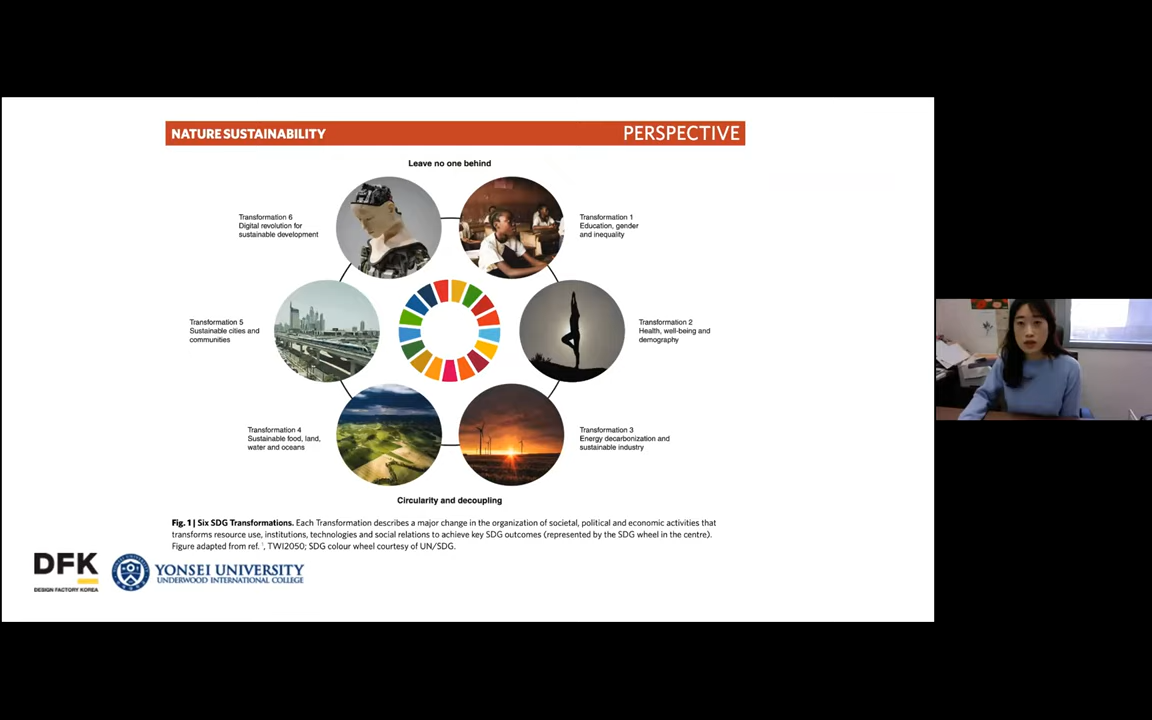 NATURE SUSTAINABILITY
PERSPECTIVE
Leave no one behind
Transformation 6
Digital revolution for
sustainable development
Transformation 1
Education, gender
and inequality
Transformation 5
Sustainable cities and
communities
Transformation 2
Health, well-being and
demography
Transformation 4
Sustainable food, land,
water and oceans
Transformation 3
Energy decarbonization and
sustainable industry
Circularity and decoupling
Fig. 1 | Six SDG Transformations. Each Transformation describes a major change in the organization of societal, political and economic activities that
transforms resource use, institutions, technologies and social relations to achieve key SDG outcomes (represented by the SDG wheel in the centre).
Figure adapted from ref. , TWI2050; SDG colour wheel courtesy of UN/SDG.
DFK
DESIGN FACTORY KOREA
YONSEI UNIVERSITY
UNDERWOOD INTERNATIONAL COLLEGE